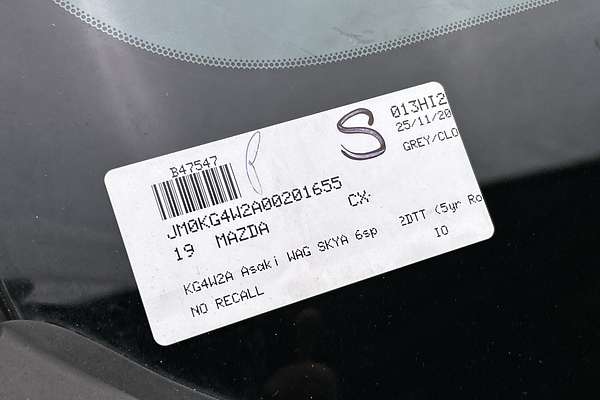 B47547
S
013HI2
25/11/20
GREY/CLO
JM0KG4W2A00201655
19 MAZDA CX-
KG4W2A Asaki WAG SKYA 6sp 2DTT (5yr Ro
NO RECALL IO